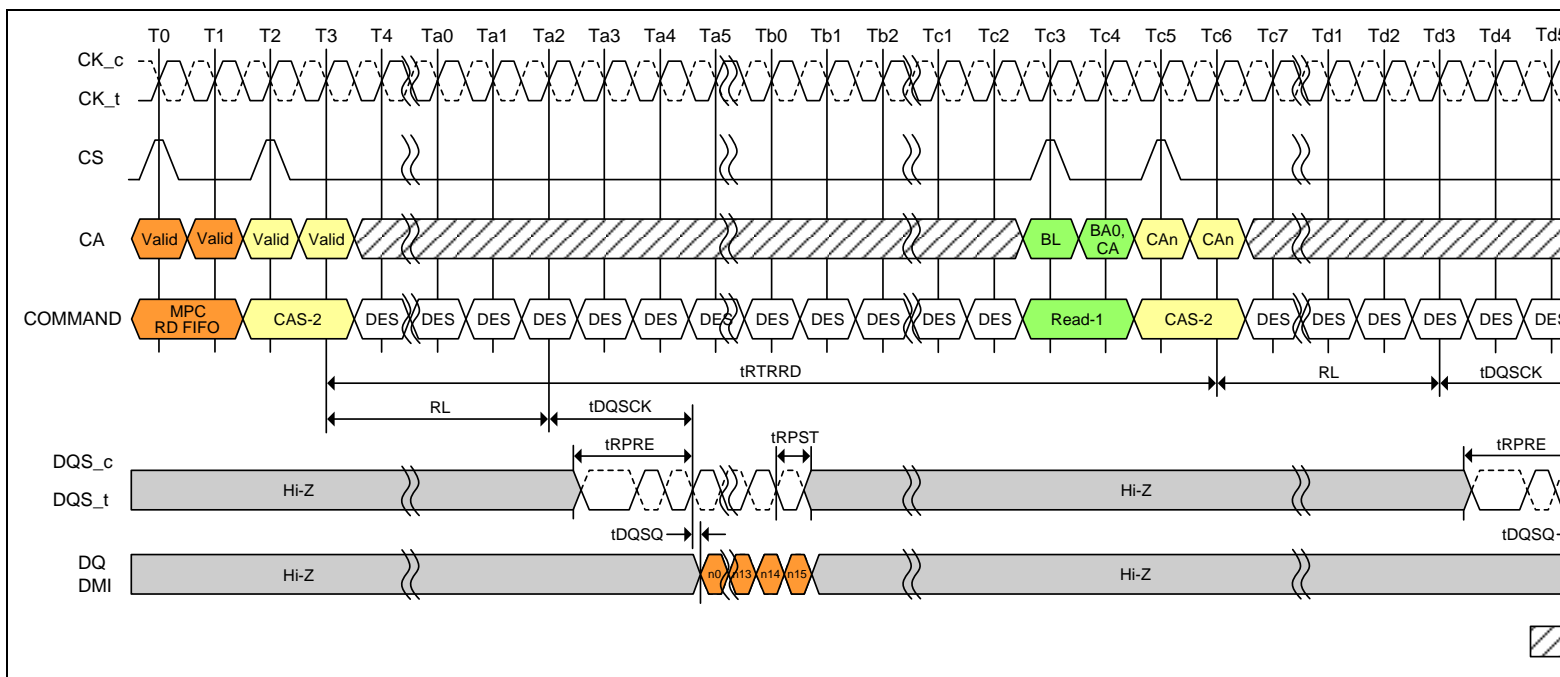 T0 T1 T2 T3 T4 Ta0 Ta1 Ta2 Ta3 Ta4 Ta5 Tb0 Tb1 Tb2 Tc1 Tc2 Tc3 Tc4 Tc5 Tc6 Tc7 Td1 Td2 Td3 Td4 Td5
CK_c
CK_t
CS
CA Valid Valid Valid Valid BL BA0, CA CAn CAn
COMMAND MPC RD FIFO CAS-2 DES DES DES DES DES DES DES DES DES DES DES DES Read-1 CAS-2 DES DES DES DES DES DES
tRTRRD RL tDQSCK
RL tDQSCK
tRPRE tRPST tRPRE
DQS_c
DQS_t Hi-Z Hi-Z
tDQSQ tDQSQ
DQ
DMI Hi-Z n0 n13 n14 n15 Hi-Z